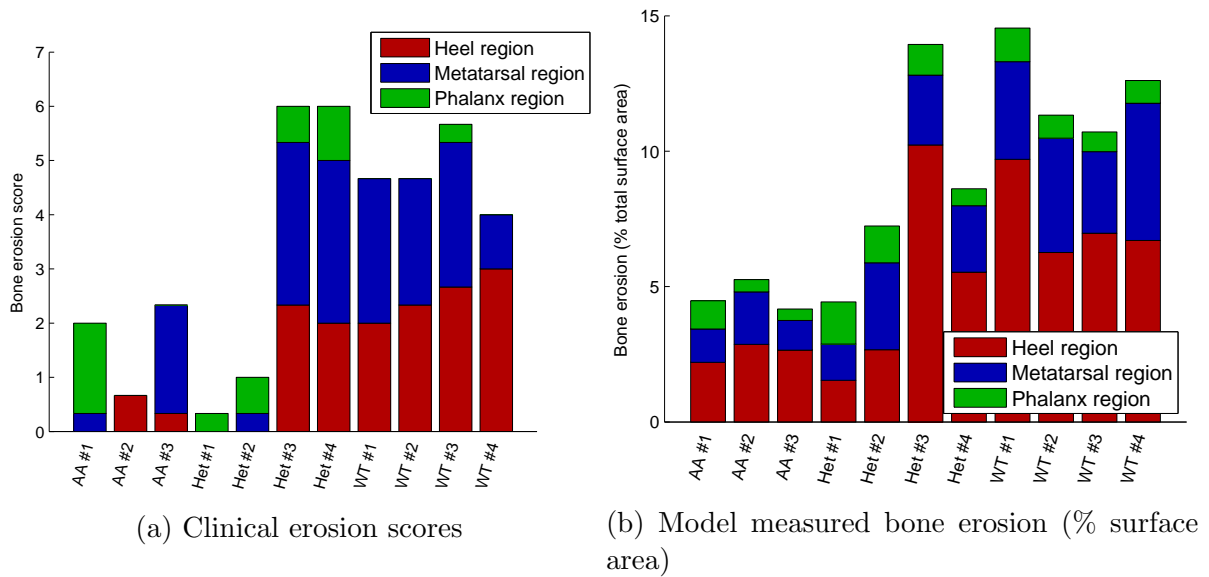 7
6
5
4
3
2
1
0
Bone erosion score
Heel region
Metatarsal region
Phalanx region
AA #1
AA #2
AA #3
Het #1
Het #2
Het #3
Het #4
WT #1
WT #2
WT #3
WT #4
(a) Clinical erosion scores
15
10
5
0
Bone erosion (% total surface area)
Heel region
Metatarsal region
Phalanx region
AA #1
AA #2
AA #3
Het #1
Het #2
Het #3
Het #4
WT #1
WT #2
WT #3
WT #4
(b) Model measured bone erosion (% surface
area)